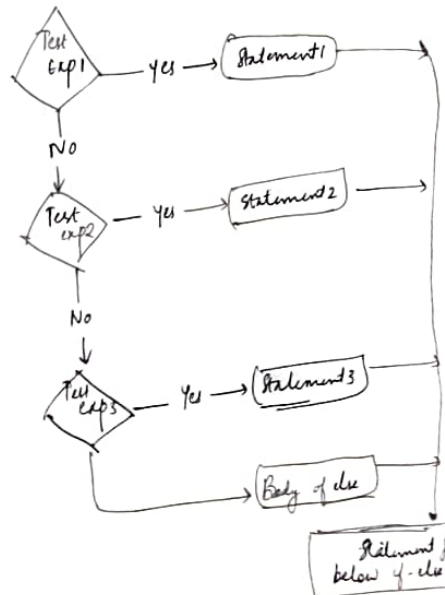 Test
Exp1
Yes
Statement1
No
Test
exp2
Yes
Statement2
No
Test
exp3
Yes
Statement3
Body of else
Statement
below if-else